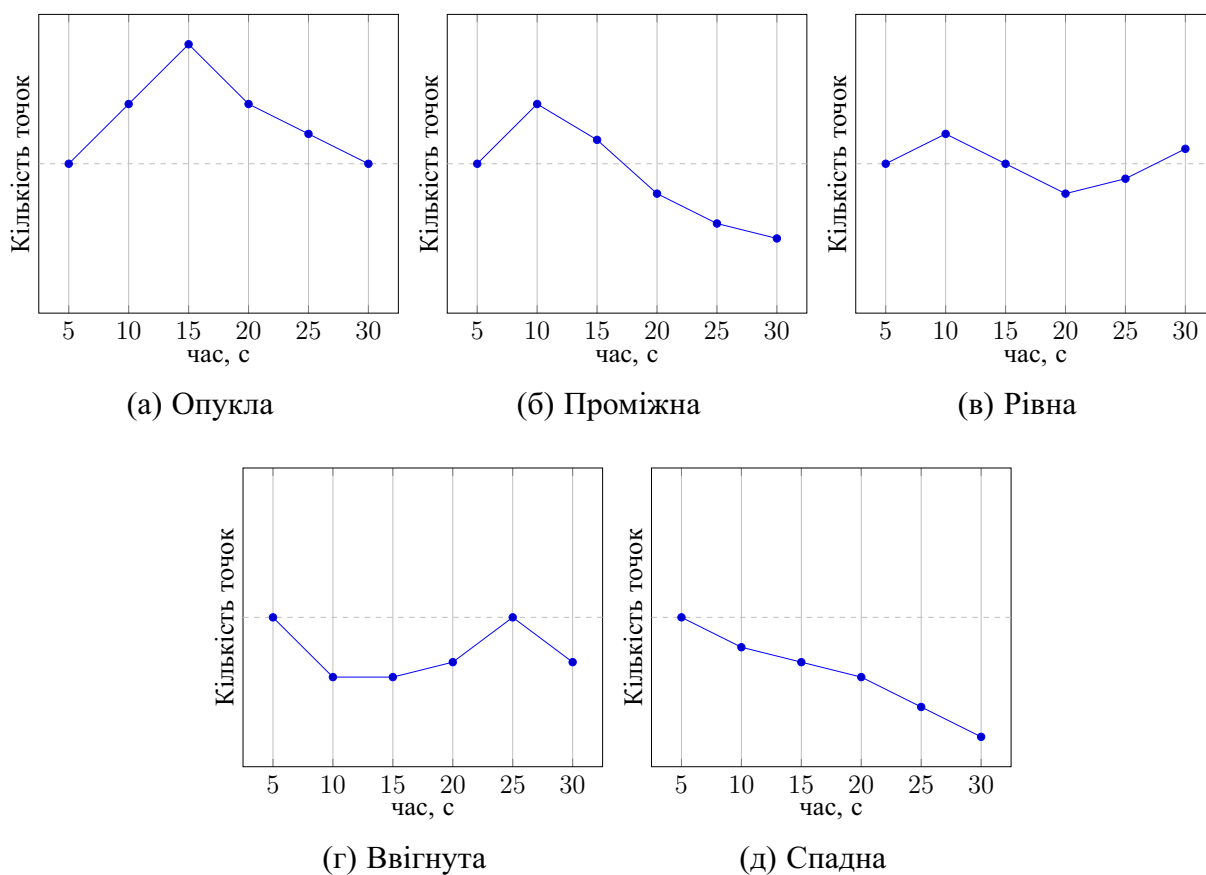 Кількість точок
5 10 15 20 25 30
час, с
(а) Опукла
Кількість точок
5 10 15 20 25 30
час, с
(б) Проміжна
Кількість точок
5 10 15 20 25 30
час, с
(в) Рівна
Кількість точок
5 10 15 20 25 30
час, с
(г) Ввігнута
Кількість точок
5 10 15 20 25 30
час, с
(д) Спадна